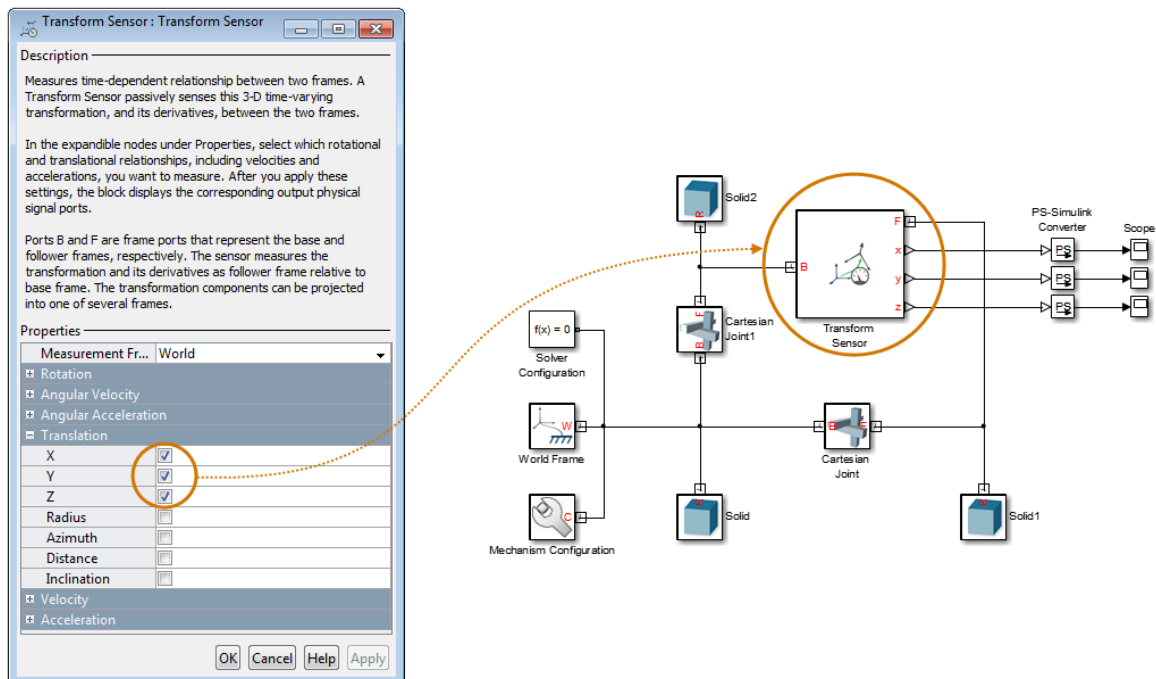 Transform Sensor : Transform Sensor
Description
Measures time-dependent relationship between two frames. A
Transform Sensor passively senses this 3-D time-varying
transformation, and its derivatives, between the two frames.
In the expandible nodes under Properties, select which rotational
and translational relationships, including velocities and
accelerations, you want to measure. After you apply these
settings, the block displays the corresponding output physical
signal ports.
Ports B and F are frame ports that represent the base and
follower frames, respectively. The sensor measures the
transformation and its derivatives as follower frame relative to
base frame. The transformation components can be projected
into one of several frames.
Properties
Measurement Fr... World
Rotation
Angular Velocity
Angular Acceleration
Translation
X
Y
Z
Radius
Azimuth
Distance
Inclination
Velocity
Acceleration
OK Cancel Help Apply
Solid2
R
B
F
x
y
z
Transform
Sensor
PS-Simulink
Converter
PS
PS
PS
Scope
F
B
Cartesian
Joint1
f(x) = 0
Solver
Configuration
W
World Frame
C
Mechanism Configuration
B F
Cartesian
Joint
R
Solid
R
Solid1